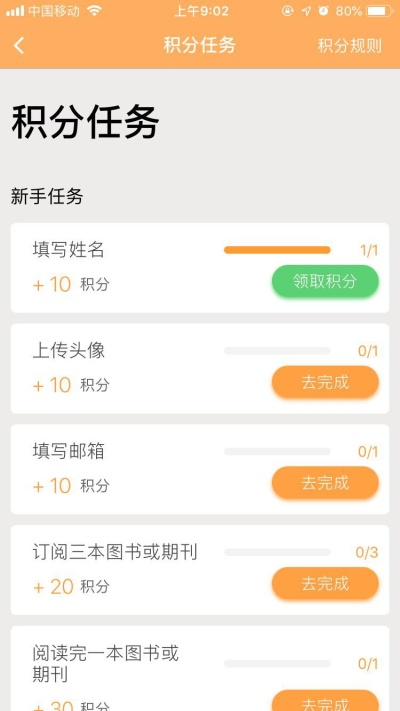 中国移动 上午9:02 80%
积分任务 积分规则
积分任务
新手任务
填写姓名 1/1
+ 10 积分 领取积分
上传头像 0/1
+ 10 积分 去完成
填写邮箱 0/1
+ 10 积分 去完成
订阅三本图书或期刊 0/3
+ 20 积分 去完成
阅读完一本图书或 0/1
期刊
+ 30 积分 去完成